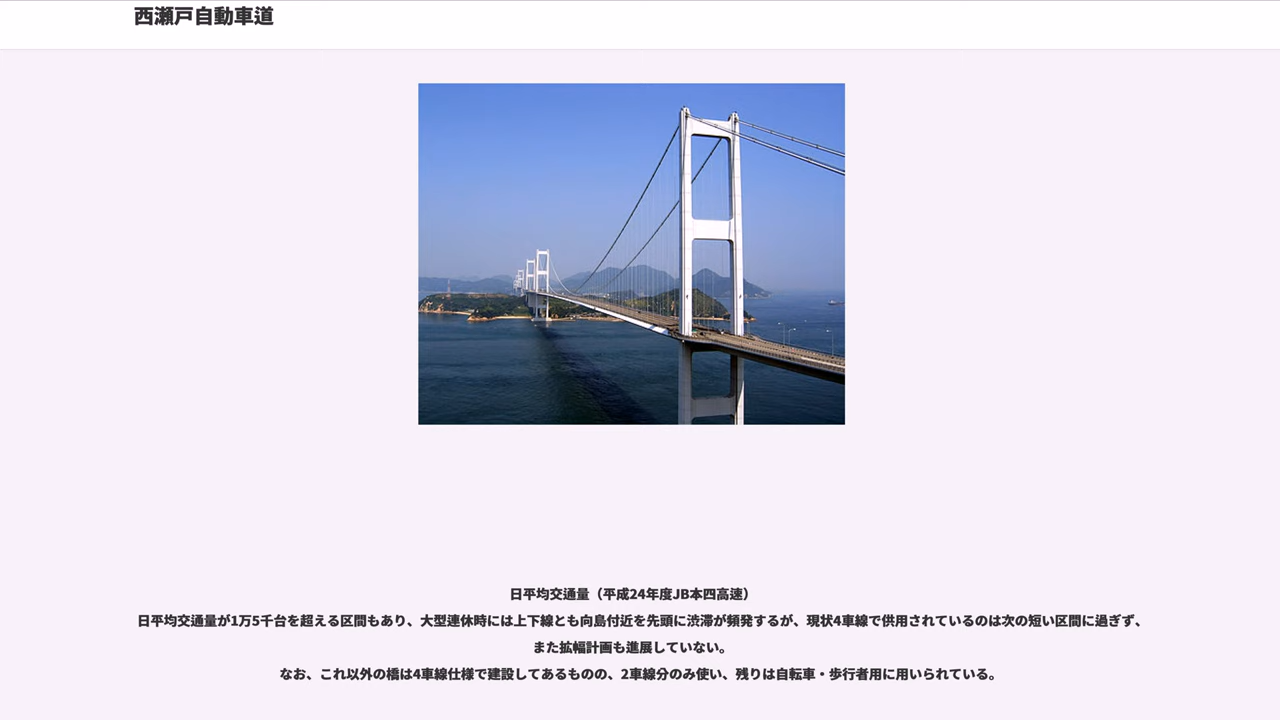 西瀬戸自動車道
日平均交通量（平成24年度JB本四高速）
日平均交通量が1万5千台を超える区間もあり、大型連休時には上下線とも向島付近を先頭に渋滞が頻発するが、現状4車線で供用されているのは次の短い区間に過ぎず、
また拡幅計画も進展していない。
なお、これ以外の橋は4車線仕様で建設してあるものの、2車線分のみ使い、残りは自転車・歩行者用に用いられている。